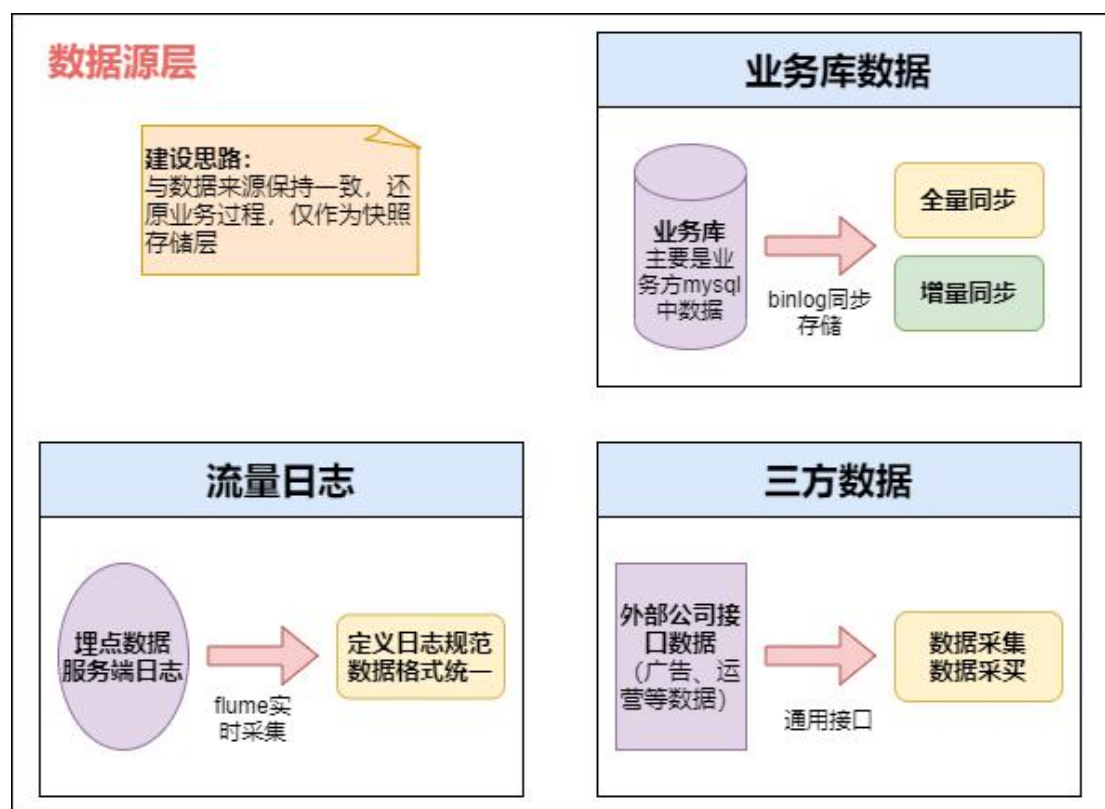 数据源层
建设思路：
与数据来源保持一致，还
原业务过程，仅作为快照
存储层
业务库数据
业务库
主要是业
务方mysql
中数据
binlog同步
存储
全量同步
增量同步
流量日志
埋点数据
服务端日志
flume实
时采集
定义日志规范
数据格式统一
三方数据
外部公司接
口数据
（广告、运
营等数据）
通用接口
数据采集
数据采买